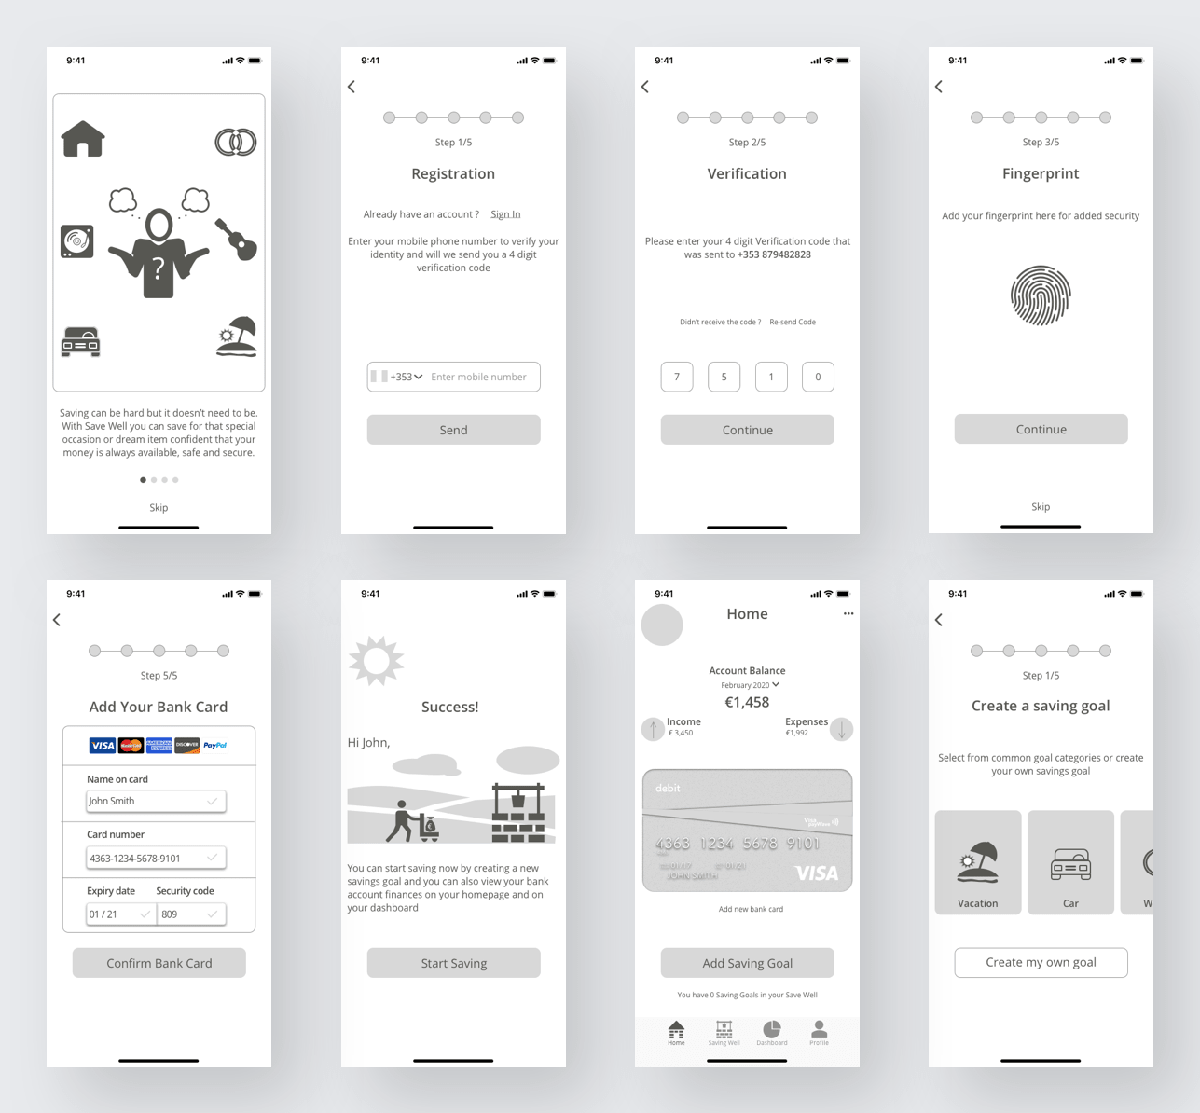 9:41
Saving can be hard but it doesn't need to be.
With Save Well you can save for that special
occasion or dream item confident that your
money is always available, safe and secure.
Skip
9:41
Step 1/5
Registration
Already have an account ? Sign In
Enter your mobile phone number to verify your
identity and will we send you a 4 digit
verification code
+353 Enter mobile number
Send
9:41
Step 2/5
Verification
Please enter your 4 digit Verification code that
was sent to +353 879482823
Didn't receive the code ? Re-send Code
7 5 1 0
Continue
9:41
Step 3/5
Fingerprint
Add your fingerprint here for added security
Continue
Skip
9:41
Step 5/5
Add Your Bank Card
VISA MasterCard AMERICAN EXPRESS DISCOVER PayPal
Name on card
John Smith
Card number
4363-1234-5678-9101
Expiry date Security code
01 / 21 809
Confirm Bank Card
9:41
Success!
Hi John,
€
You can start saving now by creating a new
savings goal and you can also view your bank
account finances on your homepage and on
your dashboard
Start Saving
9:41
Home
Account Balance
February 2020
€1,458
Income Expenses
€ 3,450 €1,992
debit
4363 1234 5678 9101
JOHN SMITH
VISA
Add new bank card
Add Saving Goal
You have 0 Saving Goals in your Save Well
Home Saving Well Dashboard Profile
9:41
Step 1/5
Create a saving goal
Select from common goal categories or create
your own savings goal
Vacation Car W
Create my own goal